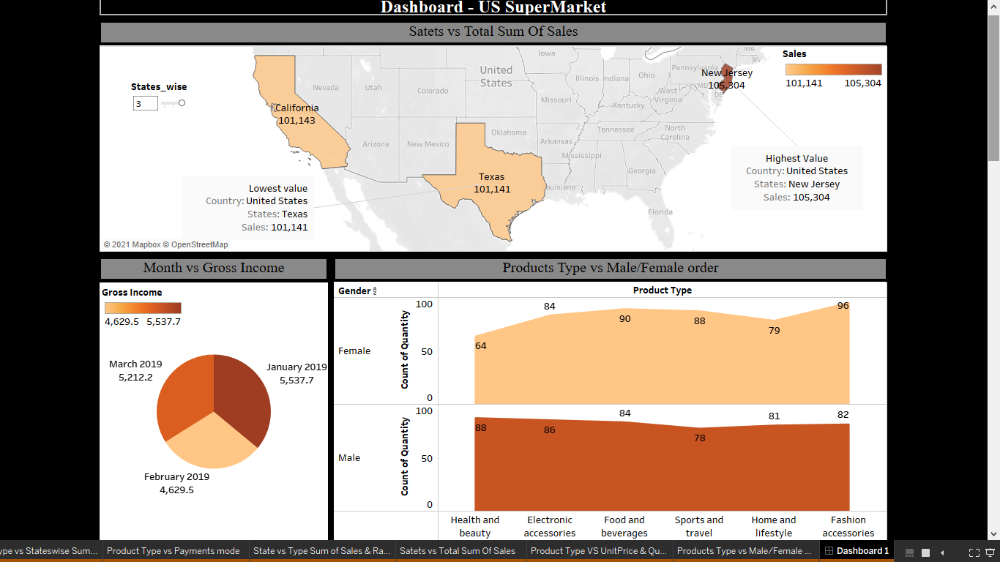 Dashboard - US SuperMarket
Satets vs Total Sum Of Sales
States_wise
3
Sales
101,141 105,304
United
States
Iowa
Nevada
Utah
Colorado
Arizona
New Mexico
Oklahoma
Missouri
Arkansas
Illinois
Indiana
Ohio
Pennsylvania
West
Virginia
Kentucky
Tennessee
North
Carolina
Mississippi
Georgia
Louisiana
Florida
MA
RI
MD
DE
California
101,143
Texas
101,141
New Jersey
105,304
Lowest value
Country: United States
States: Texas
Sales: 101,141
Highest Value
Country: United States
States: New Jersey
Sales: 105,304
© 2021 Mapbox © OpenStreetMap
Month vs Gross Income
Gross Income
4,629.5 5,537.7
March 2019
5,212.2
January 2019
5,537.7
February 2019
4,629.5
Products Type vs Male/Female order
Gender
Product Type
Female
Count of Quantity
100
50
0
64
84
90
88
79
96
Male
Count of Quantity
100
50
0
88
86
84
78
81
82
Health and
beauty
Electronic
accessories
Food and
beverages
Sports and
travel
Home and
lifestyle
Fashion
accessories
ype vs Stateswise Sum...
Product Type vs Payments mode
State vs Type Sum of Sales & Ra...
Satets vs Total Sum Of Sales
Product Type VS UnitPrice & Qu...
Products Type vs Male/Female ...
Dashboard 1